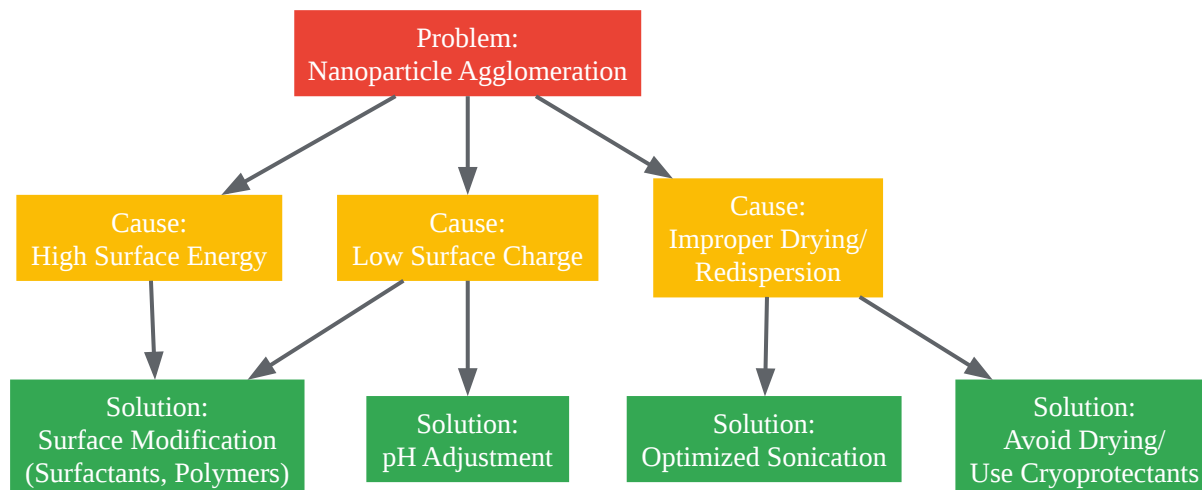 Problem:
Nanoparticle Agglomeration
Cause:
High Surface Energy
Cause:
Low Surface Charge
Cause:
Improper Drying/
Redispersion
Solution:
Surface Modification
(Surfactants, Polymers)
Solution:
pH Adjustment
Solution:
Optimized Sonication
Solution:
Avoid Drying/
Use Cryoprotectants